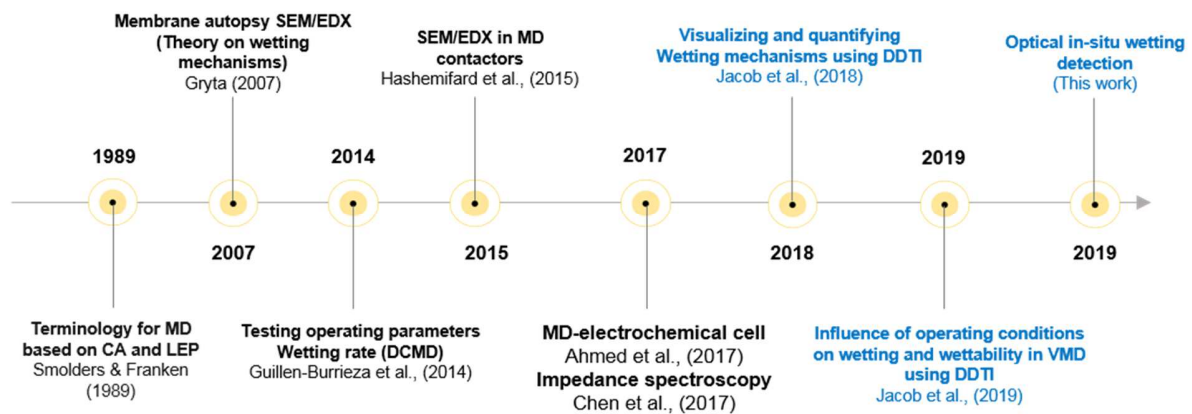 Membrane autopsy SEM/EDX
(Theory on wetting
mechanisms)
Gryta (2007)
SEM/EDX in MD
contactors
Hashemifard et al., (2015)
Visualizing and quantifying
Wetting mechanisms using DDTI
Jacob et al., (2018)
Optical in-situ wetting
detection
(This work)
1989
2014
2017
2019
2007
2015
2018
2019
Terminology for MD
based on CA and LEP
Smolders & Franken
(1989)
Testing operating parameters
Wetting rate (DCMD)
Guillen-Burrieza et al., (2014)
MD-electrochemical cell
Ahmed et al., (2017)
Impedance spectroscopy
Chen et al., (2017)
Influence of operating conditions
on wetting and wettability in VMD
using DDTI
Jacob et al., (2019)